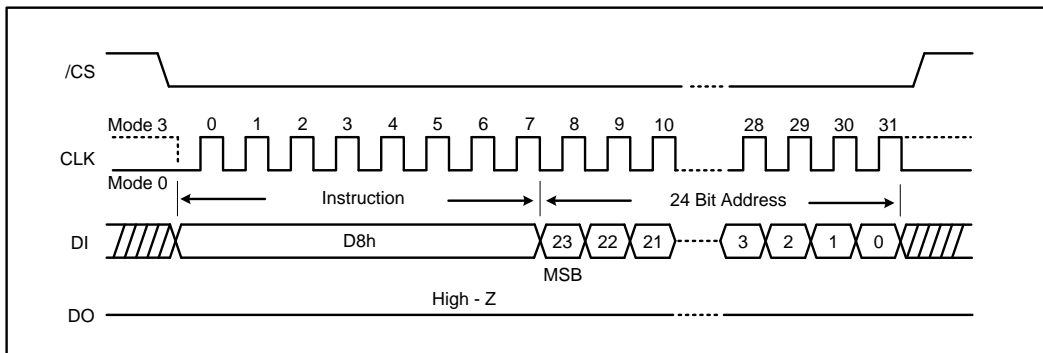 /CS
Mode 3
0 1 2 3 4 5 6 7 8 9 10 28 29 30 31
CLK
Mode 0
Instruction 24 Bit Address
DI D8h 23 22 21 3 2 1 0
MSB
High - Z
DO